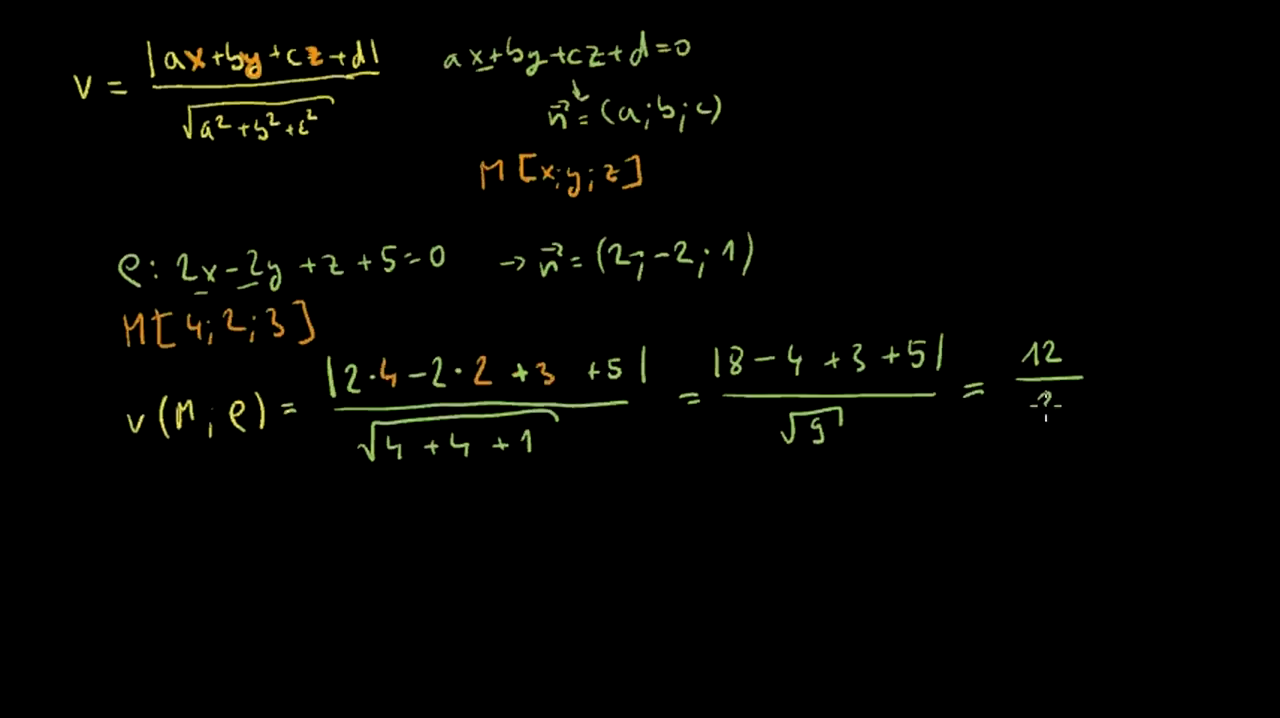 v = |ax+by+cz+d| / √(a²+b²+c²)
ax+by+cz+d=0
n⃗ = (a;b;c)
M[x;y;z]
ρ: 2x-2y+z+5=0 → n⃗=(2;-2;1)
M[4;2;3]
v(M;ρ) = |2·4-2·2+3+5| / √(4+4+1) = |8-4+3+5| / √9 = 12 /